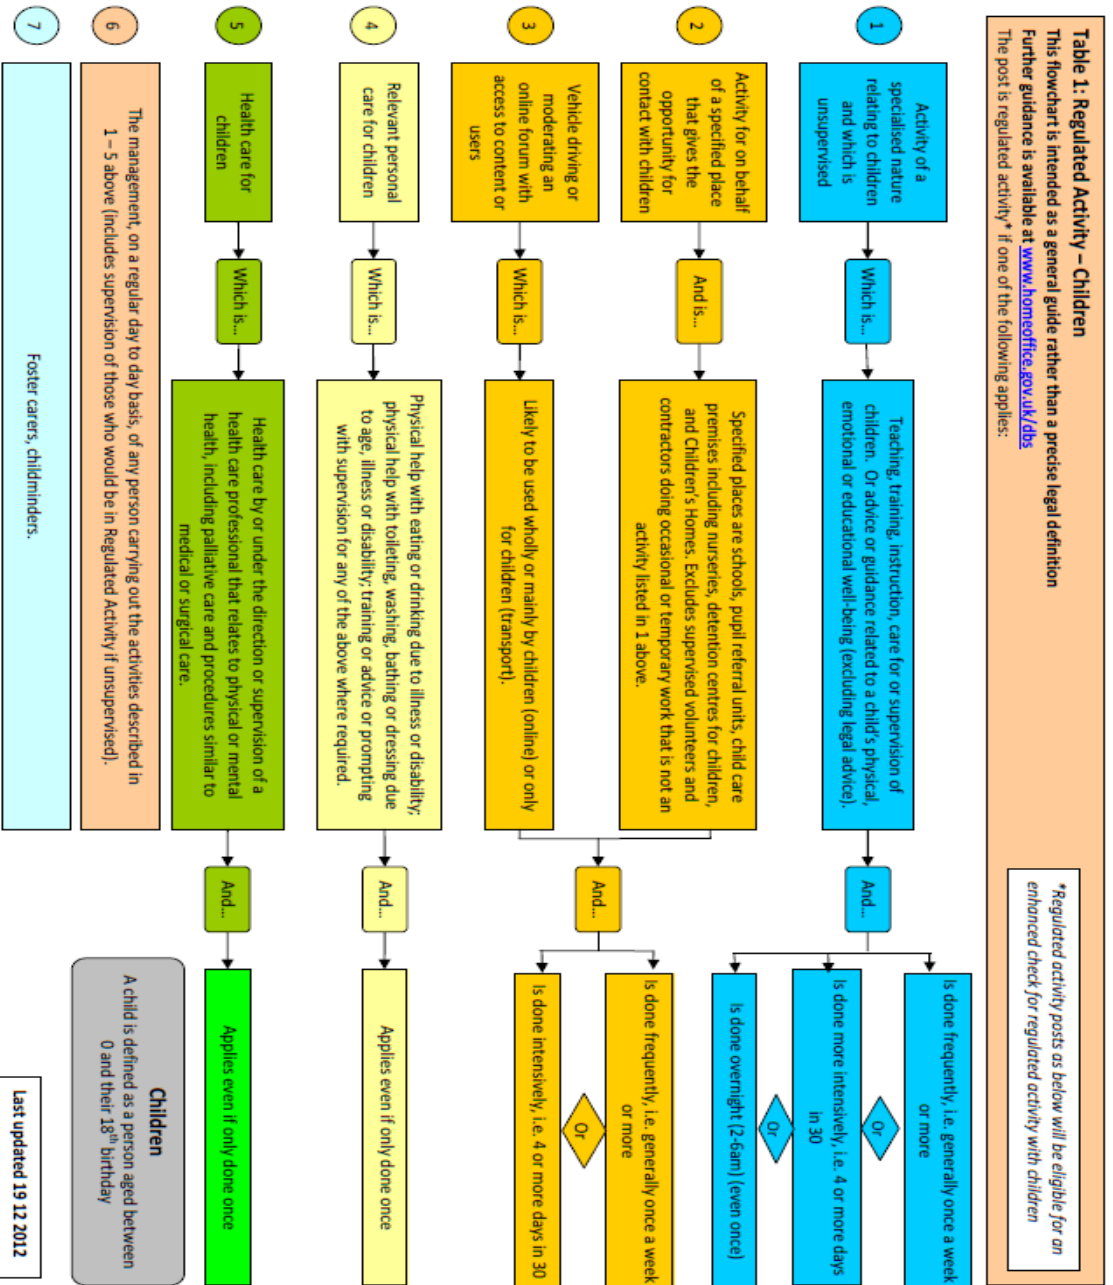 Table 1: Regulated Activity – Children
This flowchart is intended as a general guide rather than a precise legal definition
Further guidance is available at www.homeoffice.gov.uk/dbs
The post is regulated activity* if one of the following applies:
*Regulated activity posts as below will be eligible for an
enhanced check for regulated activity with children
1
Activity of a
specialised nature
relating to children
and which is
unsupervised
Which is...
Teaching, training, instruction, care for or supervision of
children. Or advice or guidance related to a child's physical,
emotional or educational well-being (excluding legal advice).
And...
Is done frequently, i.e. generally once a week
or more
Or
Is done more intensively, i.e. 4 or more days
in 30
Or
Is done overnight (2-6am) (even once)
2
Activity for on behalf
of a specified place
that gives the
opportunity for
contact with children
And is...
Specified places are schools, pupil referral units, child care
premises including nurseries, detention centres for children,
and Children's Homes. Excludes supervised volunteers and
contractors doing occasional or temporary work that is not an
activity listed in 1 above.
3
Vehicle driving or
moderating an
online forum with
access to content or
users
Which is...
Likely to be used wholly or mainly by children (online) or only
for children (transport).
And...
Is done frequently, i.e. generally once a week
or more
Or
Is done intensively, i.e. 4 or more days in 30
4
Relevant personal
care for children
Which is...
Physical help with eating or drinking due to illness or disability;
physical help with toileting, washing, bathing or dressing due
to age, illness or disability; training or advice or prompting
with supervision for any of the above where required.
And...
Applies even if only done once
5
Health care for
children
Which is...
Health care by or under the direction or supervision of a
health care professional that relates to physical or mental
health, including palliative care and procedures similar to
medical or surgical care.
And...
Applies even if only done once
6
The management, on a regular day to day basis, of any person carrying out the activities described in
1 – 5 above (includes supervision of those who would be in Regulated Activity if unsupervised).
7
Foster carers, childminders.
Children
A child is defined as a person aged between
0 and their 18th birthday
Last updated 19 12 2012